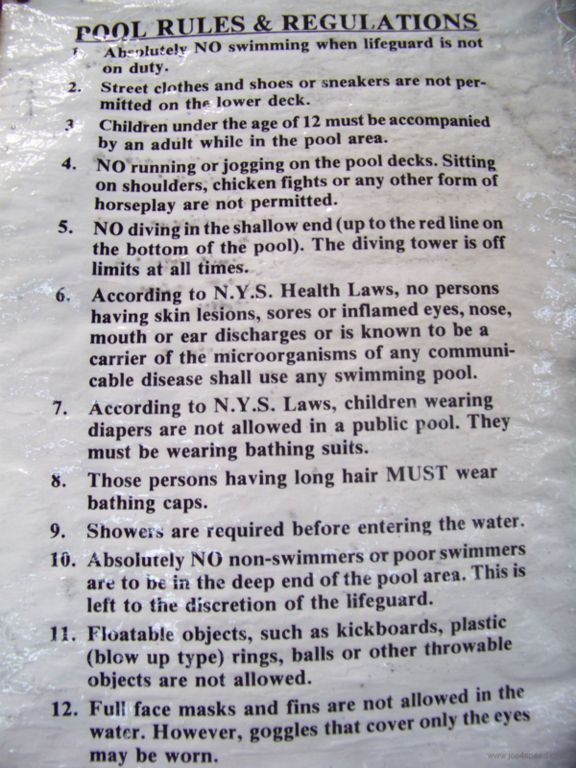 POOL RULES & REGULATIONS
1. Absolutely NO swimming when lifeguard is not
on duty.
2. Street clothes and shoes or sneakers are not per-
mitted on the lower deck.
3 Children under the age of 12 must be accompanied
by an adult while in the pool area.
4. NO running or jogging on the pool decks. Sitting
on shoulders, chicken fights or any other form of
horseplay are not permitted.
5. NO diving in the shallow end (up to the red line on
the bottom of the pool). The diving tower is off
limits at all times.
6. According to N.Y.S. Health Laws, no persons
having skin lesions, sores or inflamed eyes, nose,
mouth or ear discharges or is known to be a
carrier of the microorganisms of any communi-
cable disease shall use any swimming pool.
7. According to N.Y.S. Laws, children wearing
diapers are not allowed in a public pool. They
must be wearing bathing suits.
8. Those persons having long hair MUST wear
bathing caps.
9. Showers are required before entering the water.
10. Absolutely NO non-swimmers or poor swimmers
are to be in the deep end of the pool area. This is
left to the discretion of the lifeguard.
11. Floatable objects, such as kickboards, plastic
(blow up type) rings, balls or other throwable
objects are not allowed.
12. Full face masks and fins are not allowed in the
water. However, goggles that cover only the eyes
may be worn.